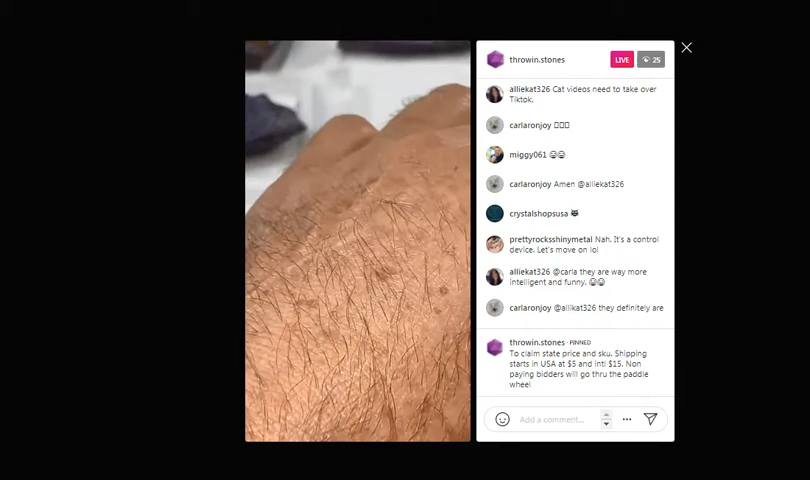 throwin.stones
LIVE
25
alliekat326 Cat videos need to take over
Tiktok.
carlaronjoy
miggy061
carlaronjoy Amen @alliekat326
crystalshopsusa
prettyrocksshinymetal Nah. It's a control
device. Let's move on lol
alliekat326 @carla they are way more
intelligent and funny.
carlaronjoy @allikat326 they definitely are
throwin.stones · PINNED
To claim state price and sku. Shipping
starts in USA at $5 and intl $15. Non
paying bidders will go thru the paddle
wheel
Add a comment...